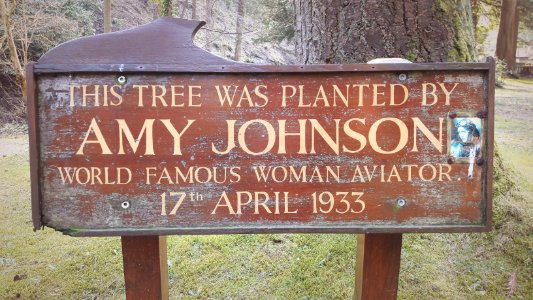 THIS TREE WAS PLANTED BY
AMY JOHNSON
WORLD FAMOUS WOMAN AVIATOR.
17th APRIL 1933